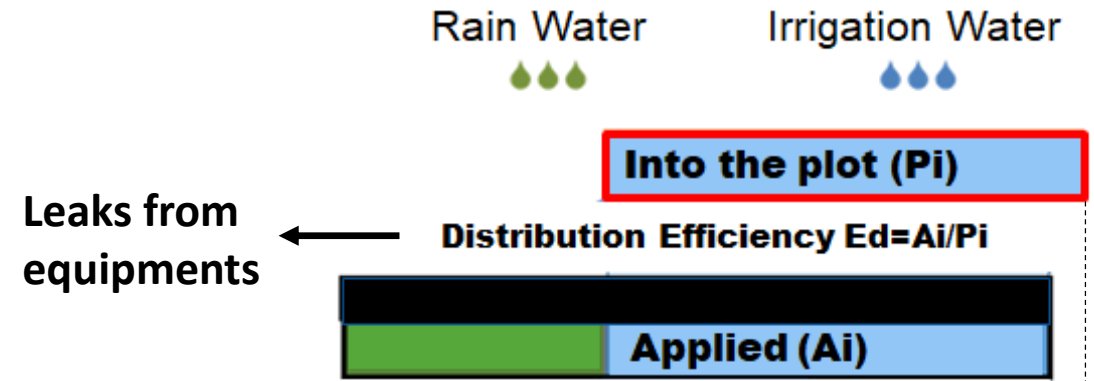 Rain Water
Irrigation Water
Into the plot (Pi)
Leaks from
equipments
Distribution Efficiency Ed=Ai/Pi
Applied (Ai)